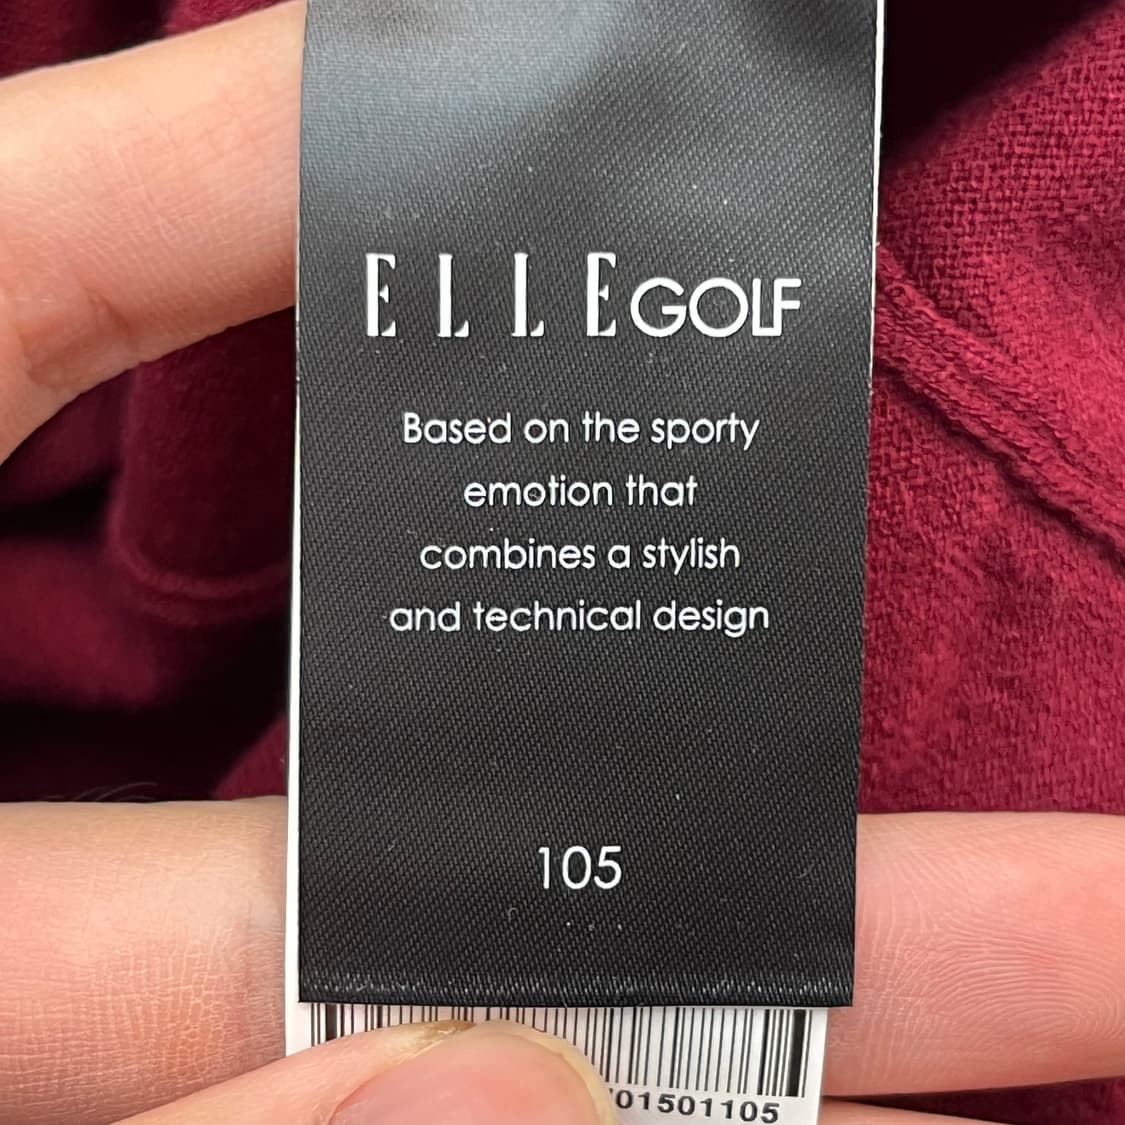 ELLE GOLF
Based on the sporty
emotion that
combines a stylish
and technical design
105
01501105